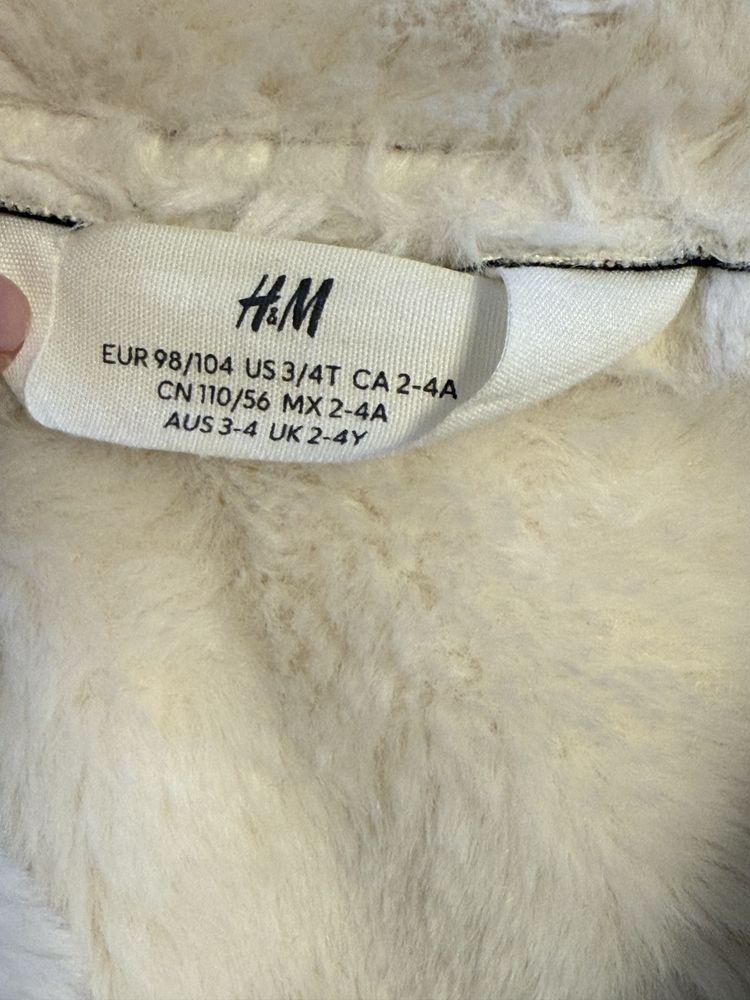 H&M
EUR 98/104 US 3/4T CA 2-4A
CN 110/56 MX 2-4A
AUS 3-4 UK 2-4Y